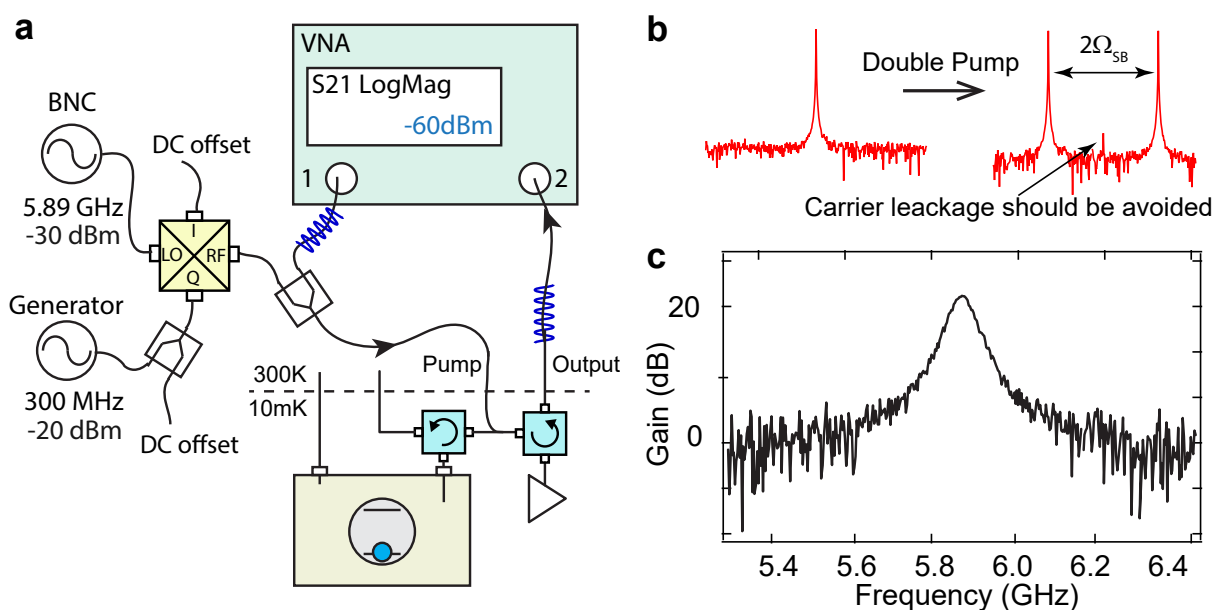 a
VNA
S21 LogMag
-60dBm
1
2
BNC
5.89 GHz
-30 dBm
DC offset
I
LO
RF
Q
Generator
300 MHz
-20 dBm
DC offset
300K
10mK
Pump
Output
b
Double Pump
2Ω_SB
Carrier leackage should be avoided
c
Gain (dB)
20
0
5.4 5.6 5.8 6.0 6.2 6.4
Frequency (GHz)